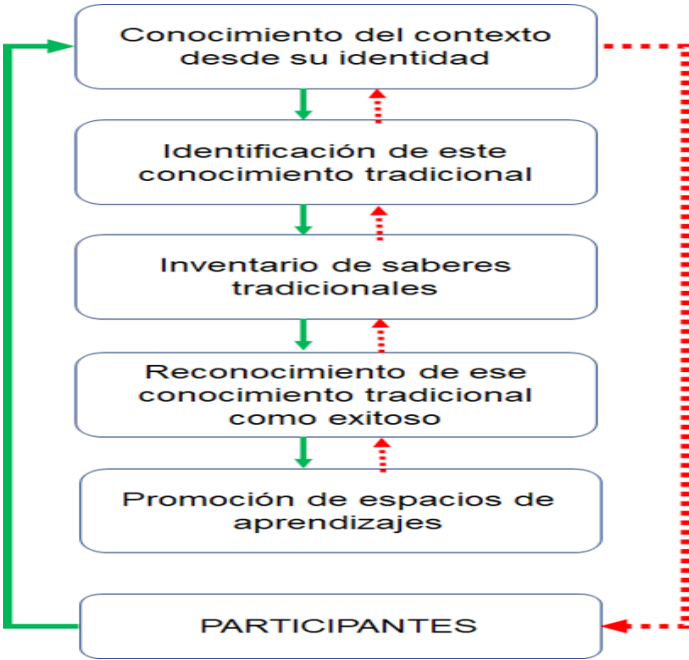 Conocimiento del contexto
desde su identidad
Identificación de este
conocimiento tradicional
Inventario de saberes
tradicionales
Reconocimiento de ese
conocimiento tradicional
como exitoso
Promoción de espacios de
aprendizajes
PARTICIPANTES